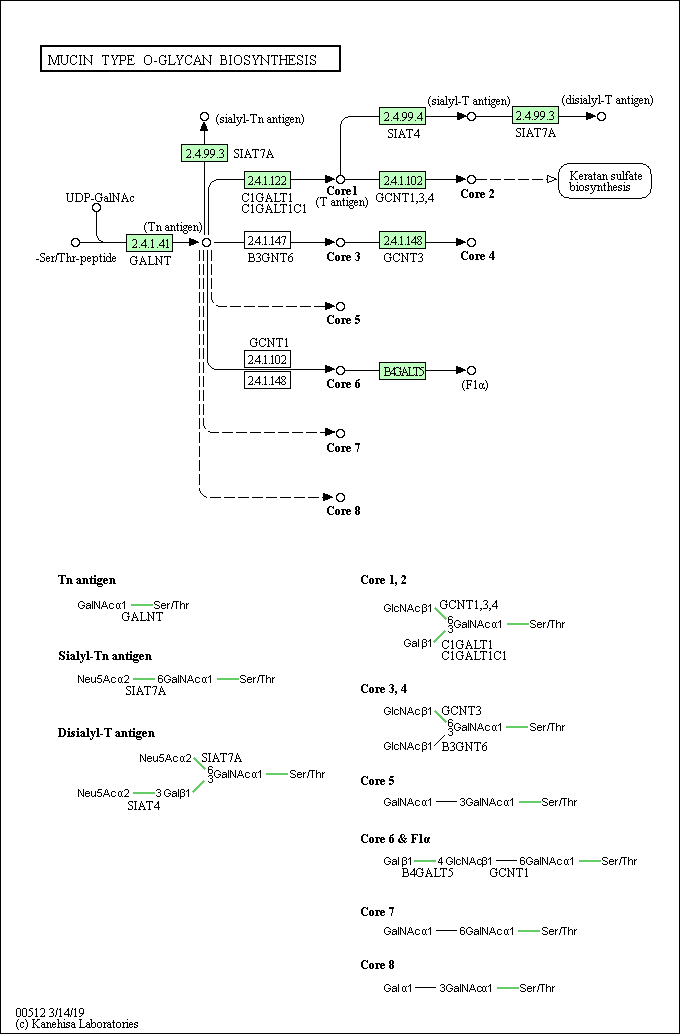 MUCIN TYPE O-GLYCAN BIOSYNTHESIS
(sialyl-T antigen)
(disialyl-T antigen)
2.4.99.4
2.4.99.3
(sialyl-Tn antigen)
SIAT4
SIAT7A
2.4.99.3
SIAT7A
2.4.1.122
Core1
2.4.1.102
Keratan sulfate
biosynthesis
UDP-GalNAc
C1GALT1
C1GALT1C1
(T antigen)
GCNT1,3,4
Core 2
(Tn antigen)
2.4.1.41
2.4.1.147
2.4.1.148
-Ser/Thr-peptide
GALNT
B3GNT6
Core 3
GCNT3
Core 4
Core 5
GCNT1
2.4.1.102
2.4.1.148
B4GALT5
Core 6
(F1α)
Core 7
Core 8
Tn antigen
GalNAcα1
Ser/Thr
GALNT
Sialyl-Tn antigen
Neu5Acα2
6GalNAcα1
Ser/Thr
SIAT7A
Disialyl-T antigen
Neu5Acα2
SIAT7A
6
3GalNAcα1
Ser/Thr
Neu5Acα2
3 Galβ1
SIAT4
Core 1, 2
GlcNAcβ1
GCNT1,3,4
6
3GalNAcα1
Ser/Thr
Galβ1
C1GALT1
C1GALT1C1
Core 3, 4
GlcNAcβ1
GCNT3
6
3GalNAcα1
Ser/Thr
GlcNAcβ1
B3GNT6
Core 5
GalNAcα1
3GalNAcα1
Ser/Thr
Core 6 & F1α
Gal β1
4 GlcNAcβ1
6GalNAcα1
Ser/Thr
B4GALT5
GCNT1
Core 7
GalNAcα1
6GalNAcα1
Ser/Thr
Core 8
Gal α1
3GalNAcα1
Ser/Thr
00512 3/14/19
(c) Kanehisa Laboratories